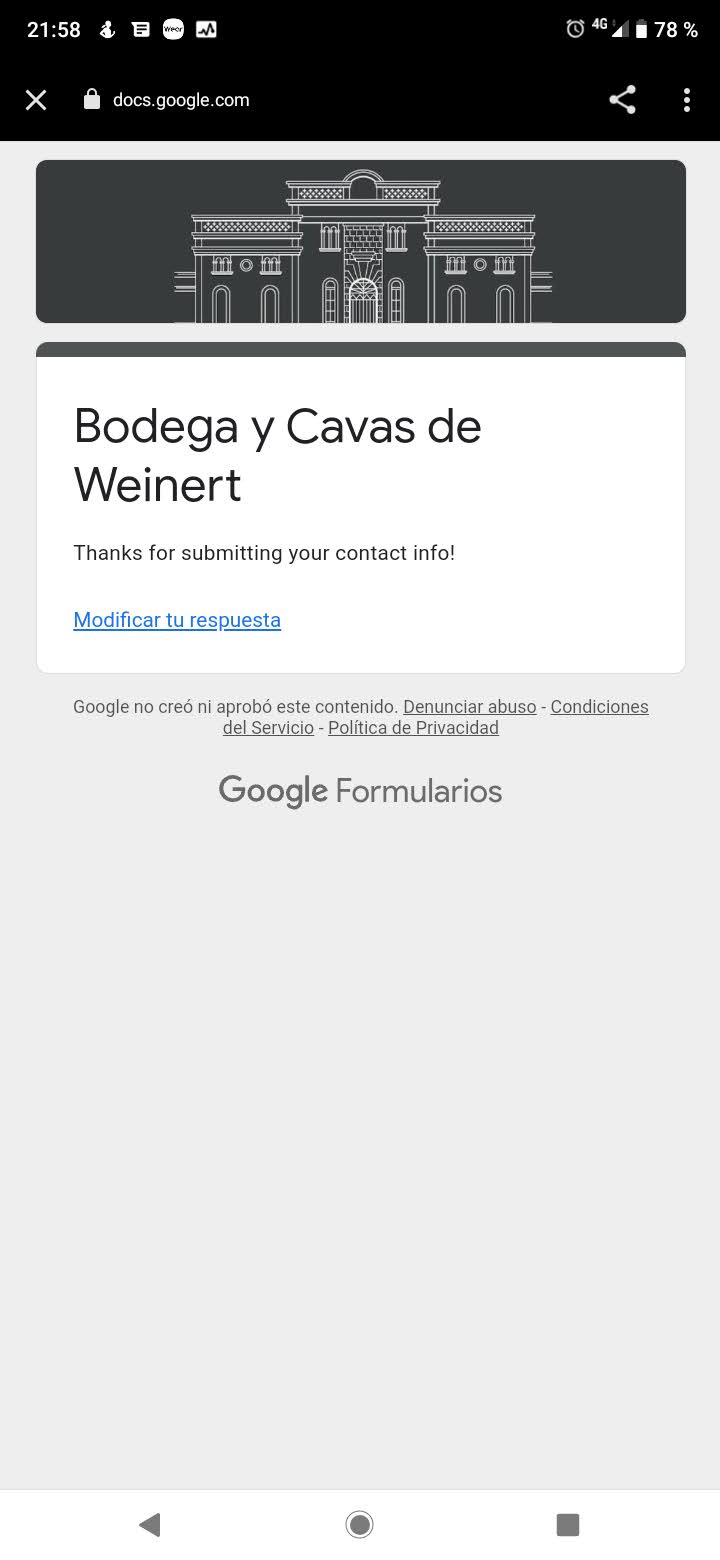 21:58 Wear 4G 78 %
docs.google.com
Bodega y Cavas de
Weinert
Thanks for submitting your contact info!
Modificar tu respuesta
Google no creó ni aprobó este contenido. Denunciar abuso - Condiciones
del Servicio - Política de Privacidad
Google Formularios